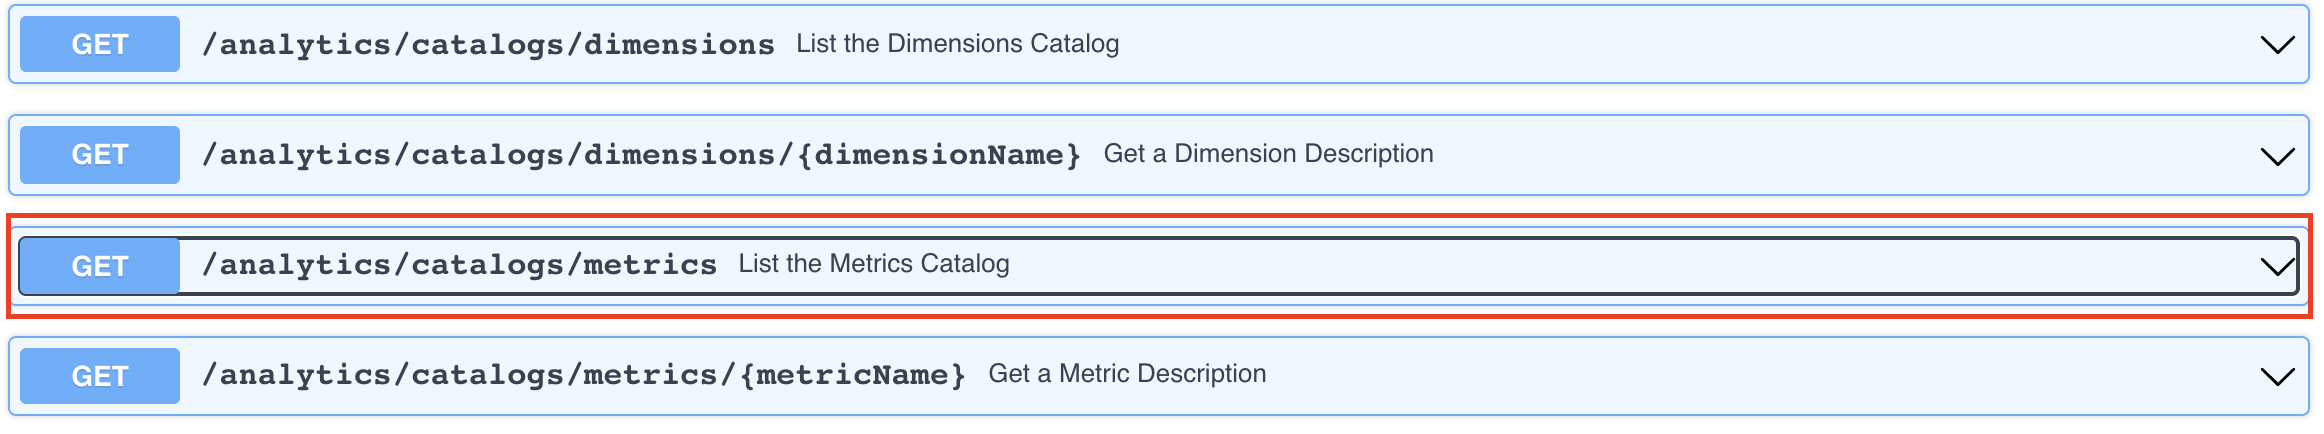 GET /analytics/catalogs/dimensions List the Dimensions Catalog
GET /analytics/catalogs/dimensions/{dimensionName} Get a Dimension Description
GET /analytics/catalogs/metrics List the Metrics Catalog
GET /analytics/catalogs/metrics/{metricName} Get a Metric Description